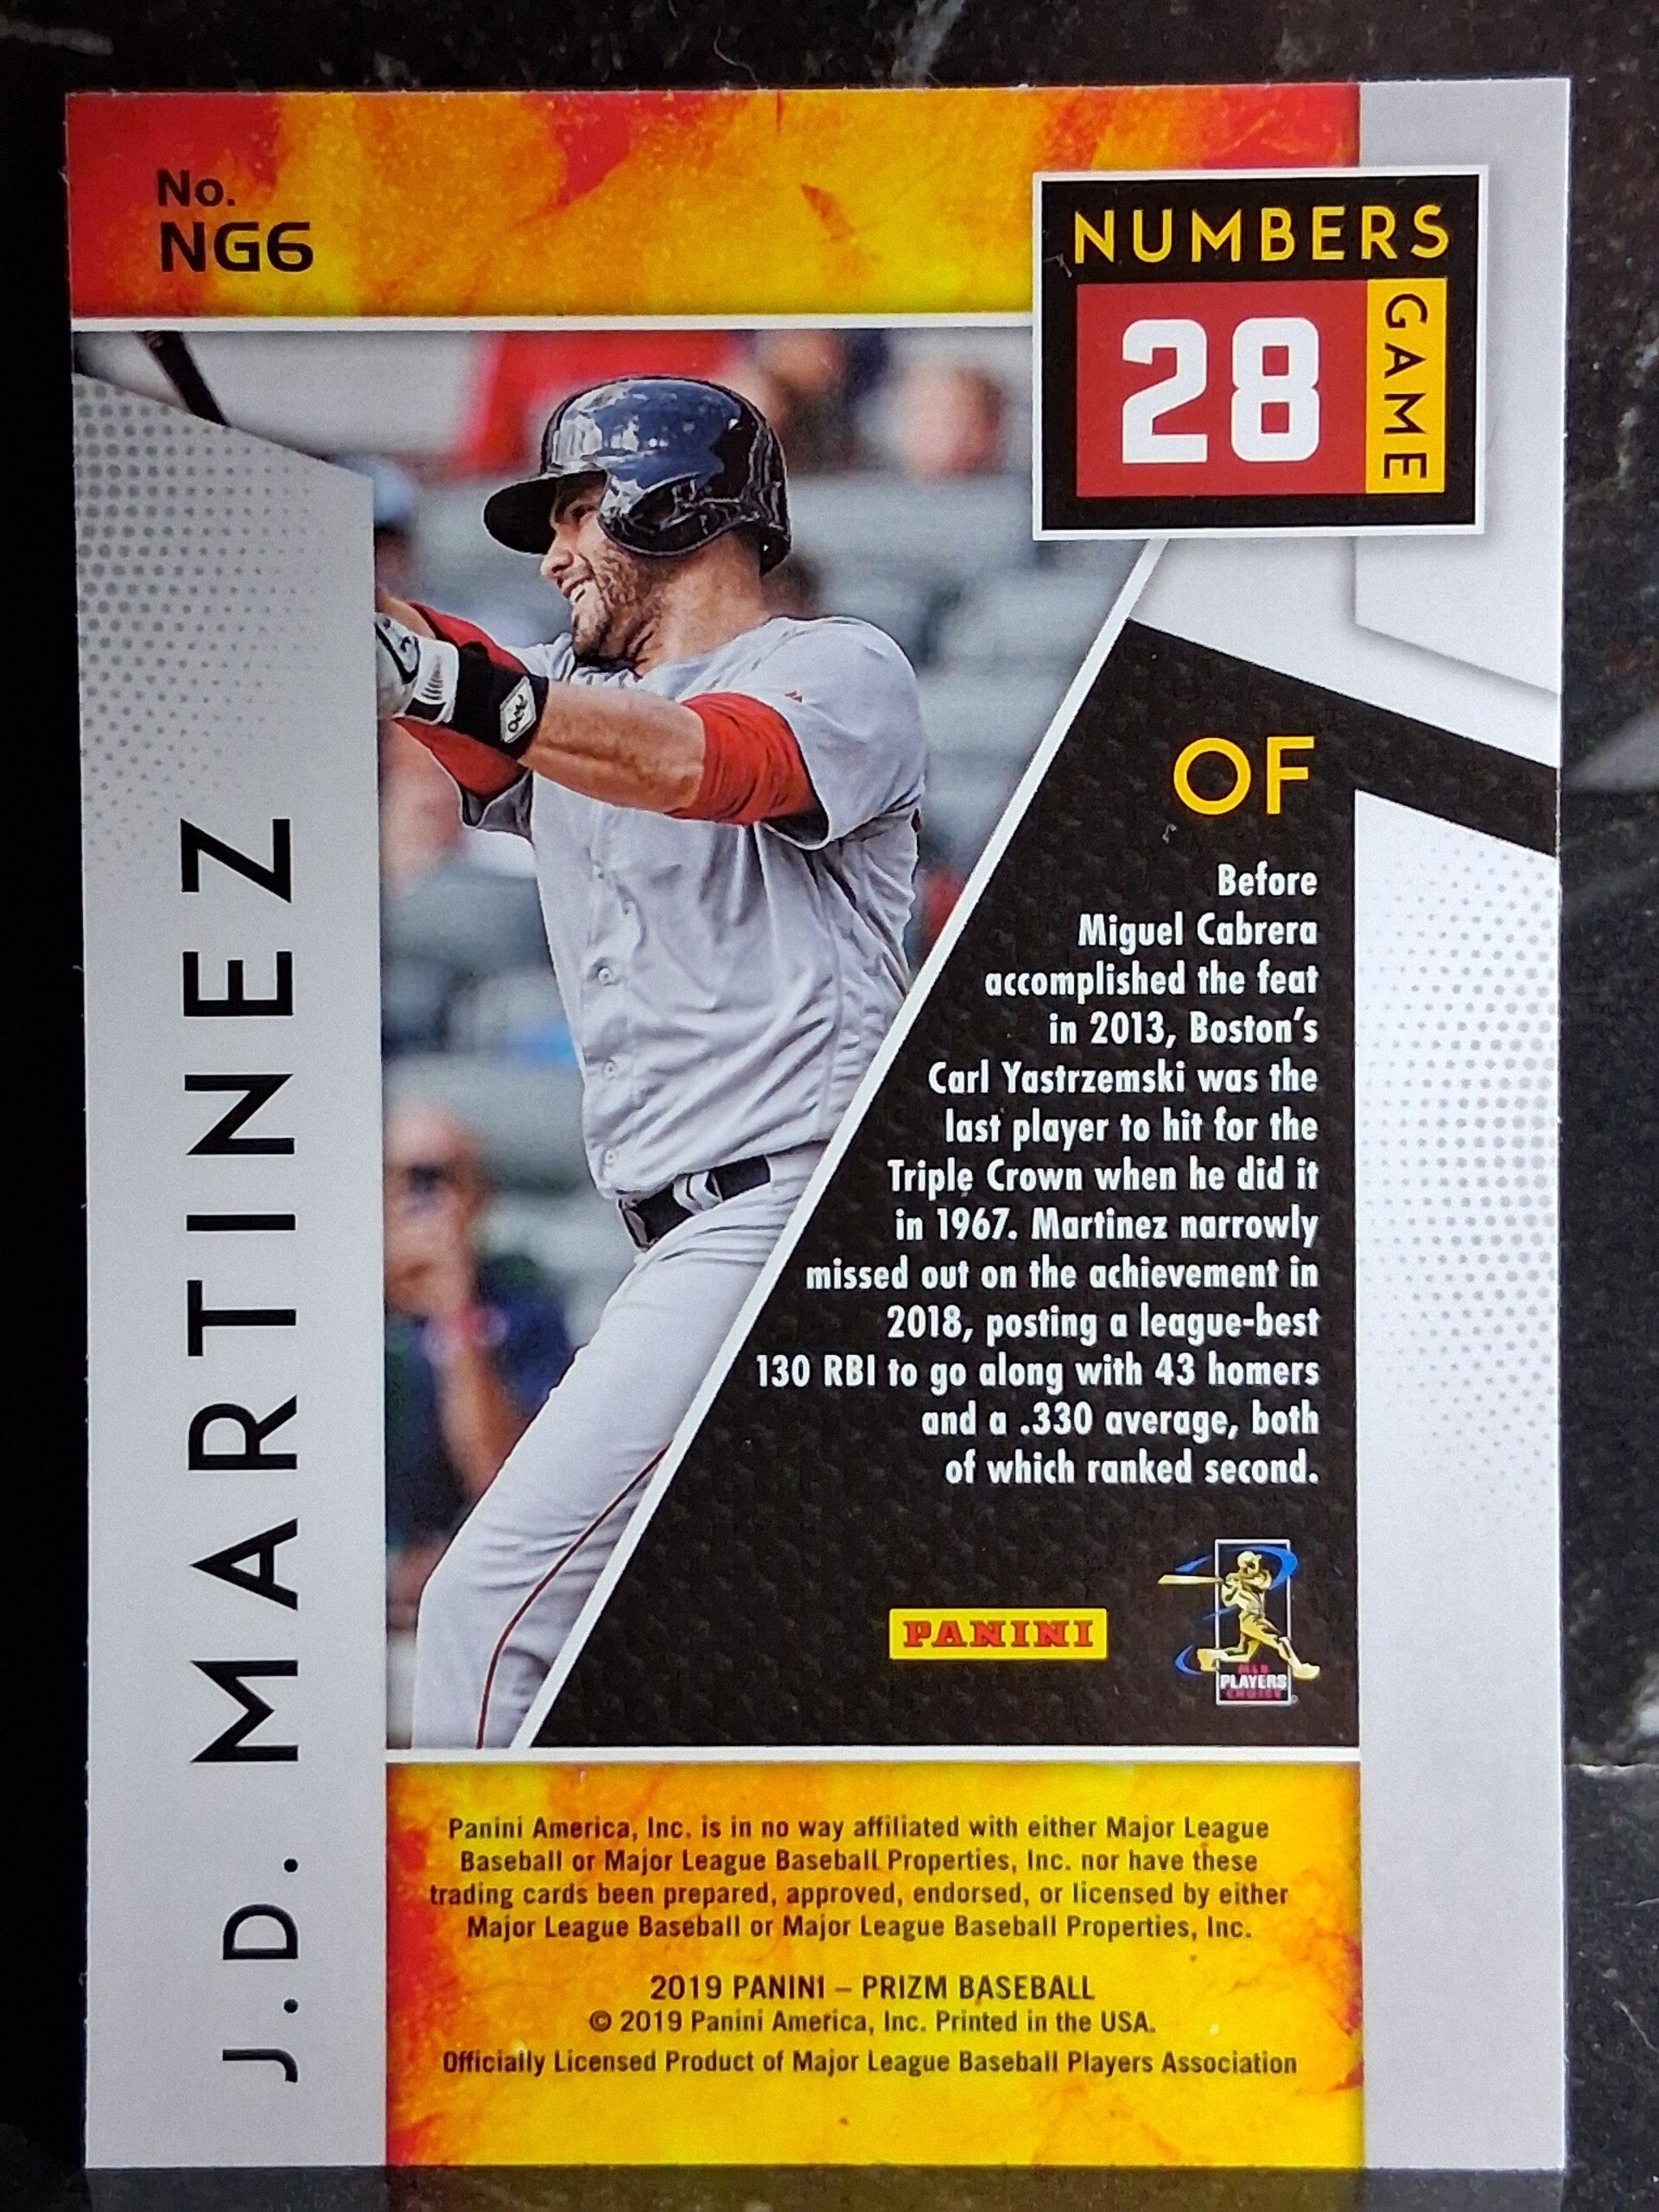 No.
NG6
NUMBERS
28
GAME
J.D. MARTINEZ
OF
Before
Miguel Cabrera
accomplished the feat
in 2013, Boston's
Carl Yastrzemski was the
last player to hit for the
Triple Crown when he did it
in 1967. Martinez narrowly
missed out on the achievement in
2018, posting a league-best
130 RBI to go along with 43 homers
and a .330 average, both
of which ranked second.
PANINI
MLB
PLAYERS
CHOICE
Panini America, Inc. is in no way affiliated with either Major League
Baseball or Major League Baseball Properties, Inc. nor have these
trading cards been prepared, approved, endorsed, or licensed by either
Major League Baseball or Major League Baseball Properties, Inc.
2019 PANINI – PRIZM BASEBALL
© 2019 Panini America, Inc. Printed in the USA.
Officially Licensed Product of Major League Baseball Players Association